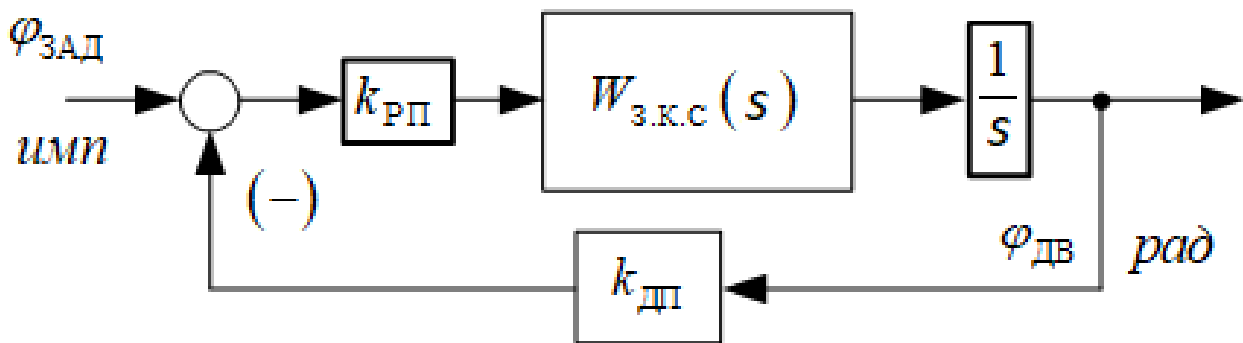 φЗАД
имп
(−)
kРП
Wз.к.с(s)
1
s
kДП
φДВ рад